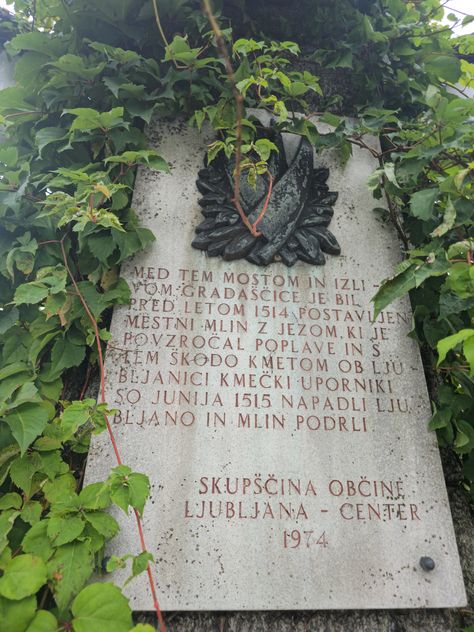 MED TEM MOSTOM IN IZLI
VOM GRADAŠČICE JE BIL
PRED LETOM 1514 POSTAVLJEN
MESTNI MLIN Z JEZOM, KI JE
POVZROČAL POPLAVE IN S
TEM ŠKODO KMETOM OB LJU
BLJANICI KMEČKI UPORNIKI
SO JUNIJA 1515 NAPADLI LJU
BLJANO IN MLIN PODRLI
SKUPŠČINA OBČINE
LJUBLJANA - CENTER
1974